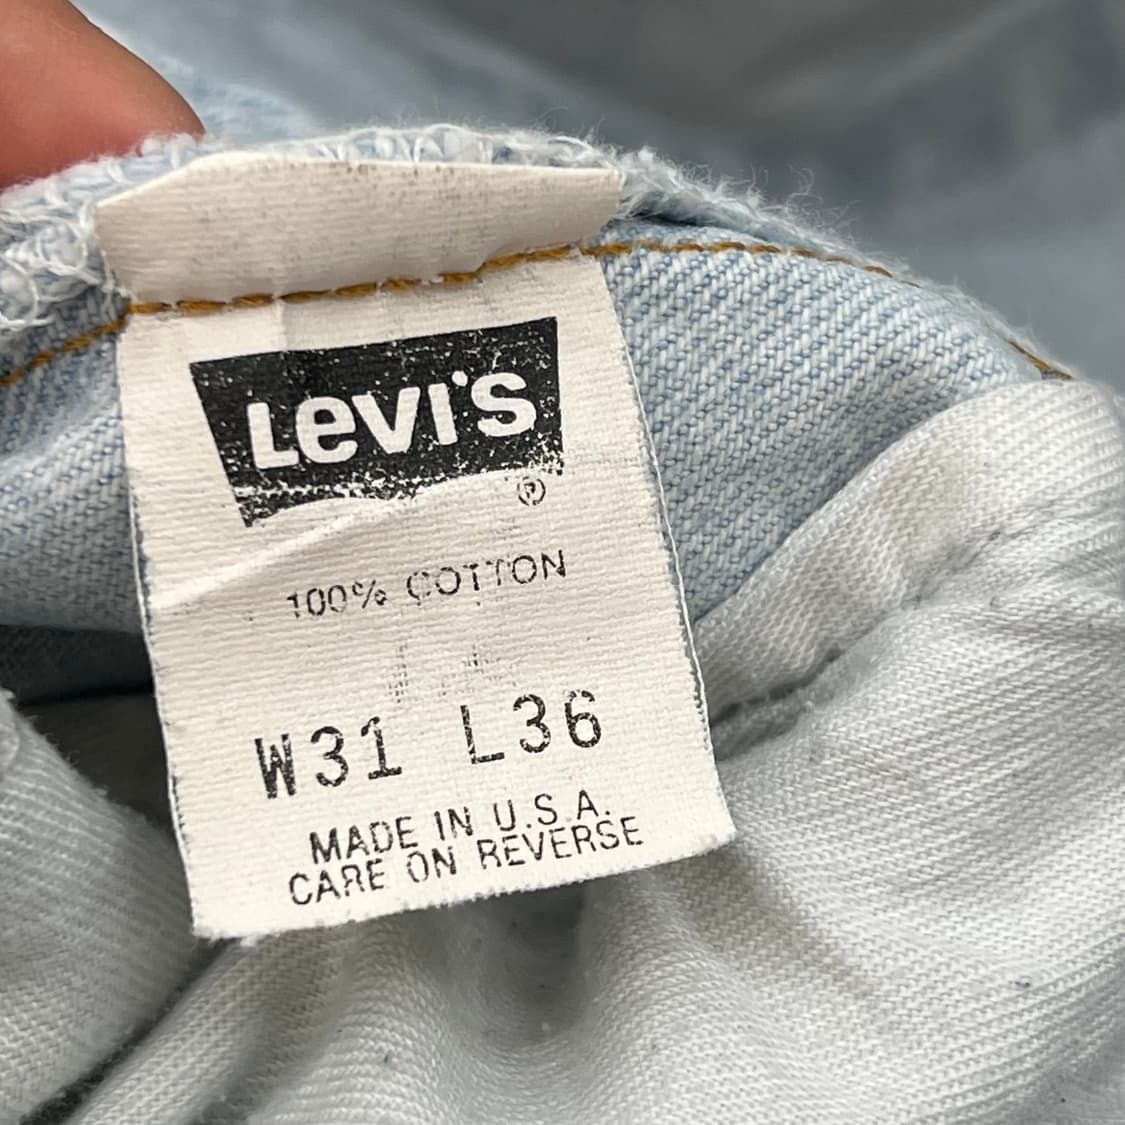 Levi's
®
100% COTTON
W31 L36
MADE IN U.S.A.
CARE ON REVERSE